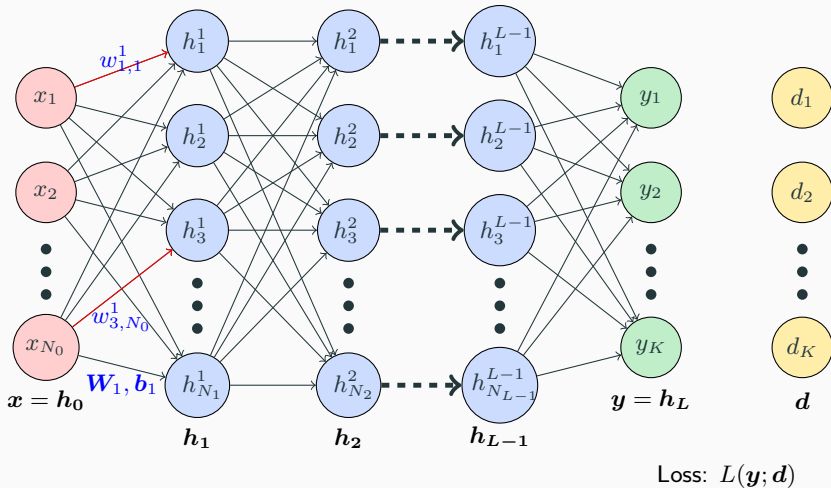 x_1
x_2
x_{N_0}
x = h_0
w^1_{1,1}
w^1_{3,N_0}
W_1, b_1
h^1_1
h^1_2
h^1_3
h^1_{N_1}
h_1
h^2_1
h^2_2
h^2_3
h^2_{N_2}
h_2
h^{L-1}_1
h^{L-1}_2
h^{L-1}_3
h^{L-1}_{N_{L-1}}
h_{L-1}
y_1
y_2
y_K
y = h_L
d_1
d_2
d_K
d
Loss: L(y; d)